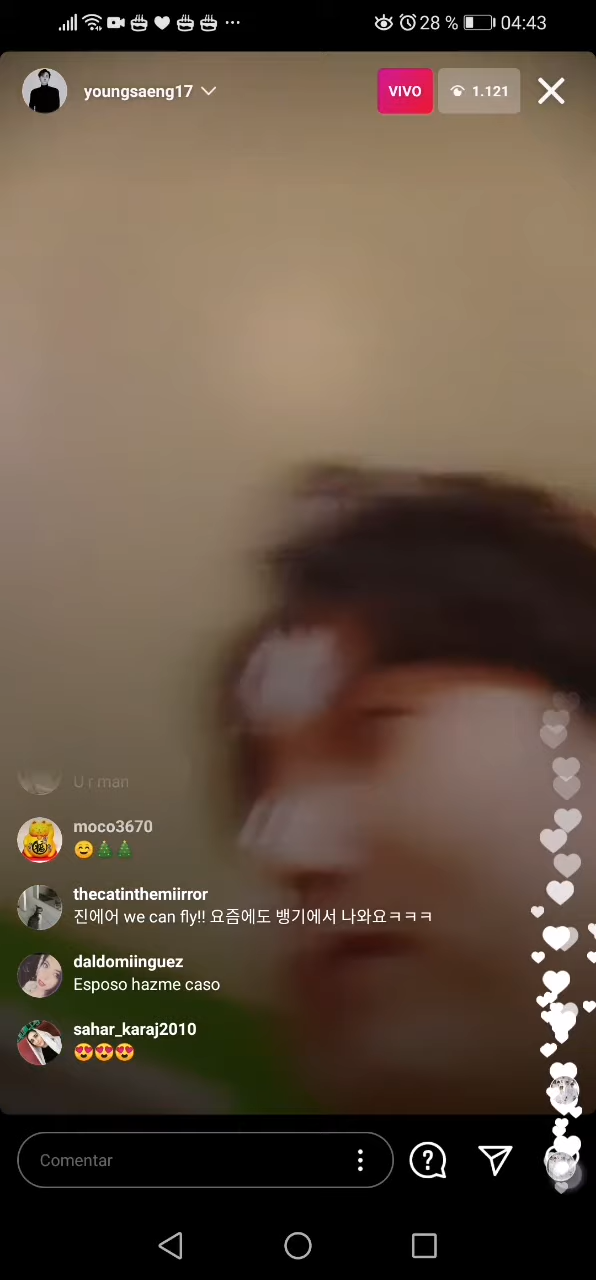 28 % 04:43
youngsaeng17 VIVO 1.121
U r man
moco3670
😊🎄🎄
thecatinthemiirror
진에어 we can fly!! 요즘에도 뱅기에서 나와요ㅋㅋㅋ
daldomiinguez
Esposo hazme caso
sahar_karaj2010
😍😍😍
Comentar